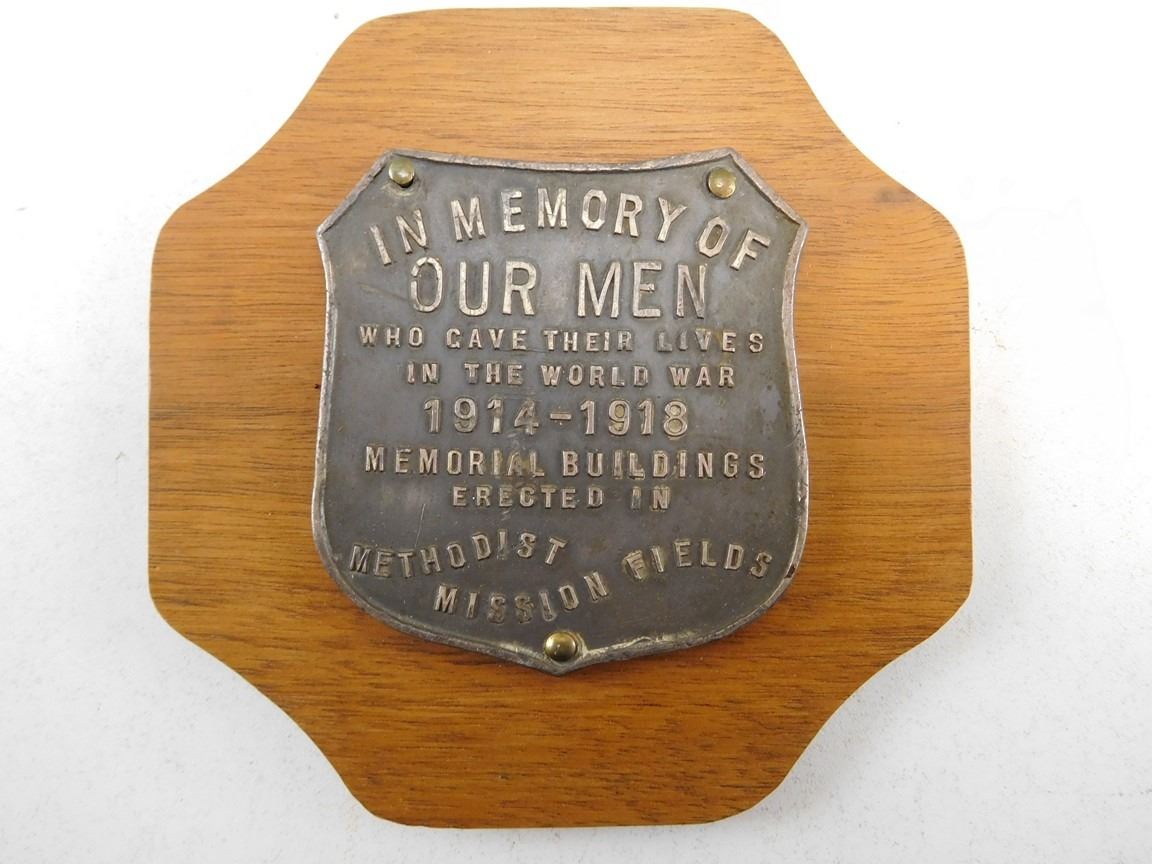 IN MEMORY OF
OUR MEN
WHO GAVE THEIR LIVES
IN THE WORLD WAR
1914-1918
MEMORIAL BUILDINGS
ERECTED IN
METHODIST
MISSION FIELDS